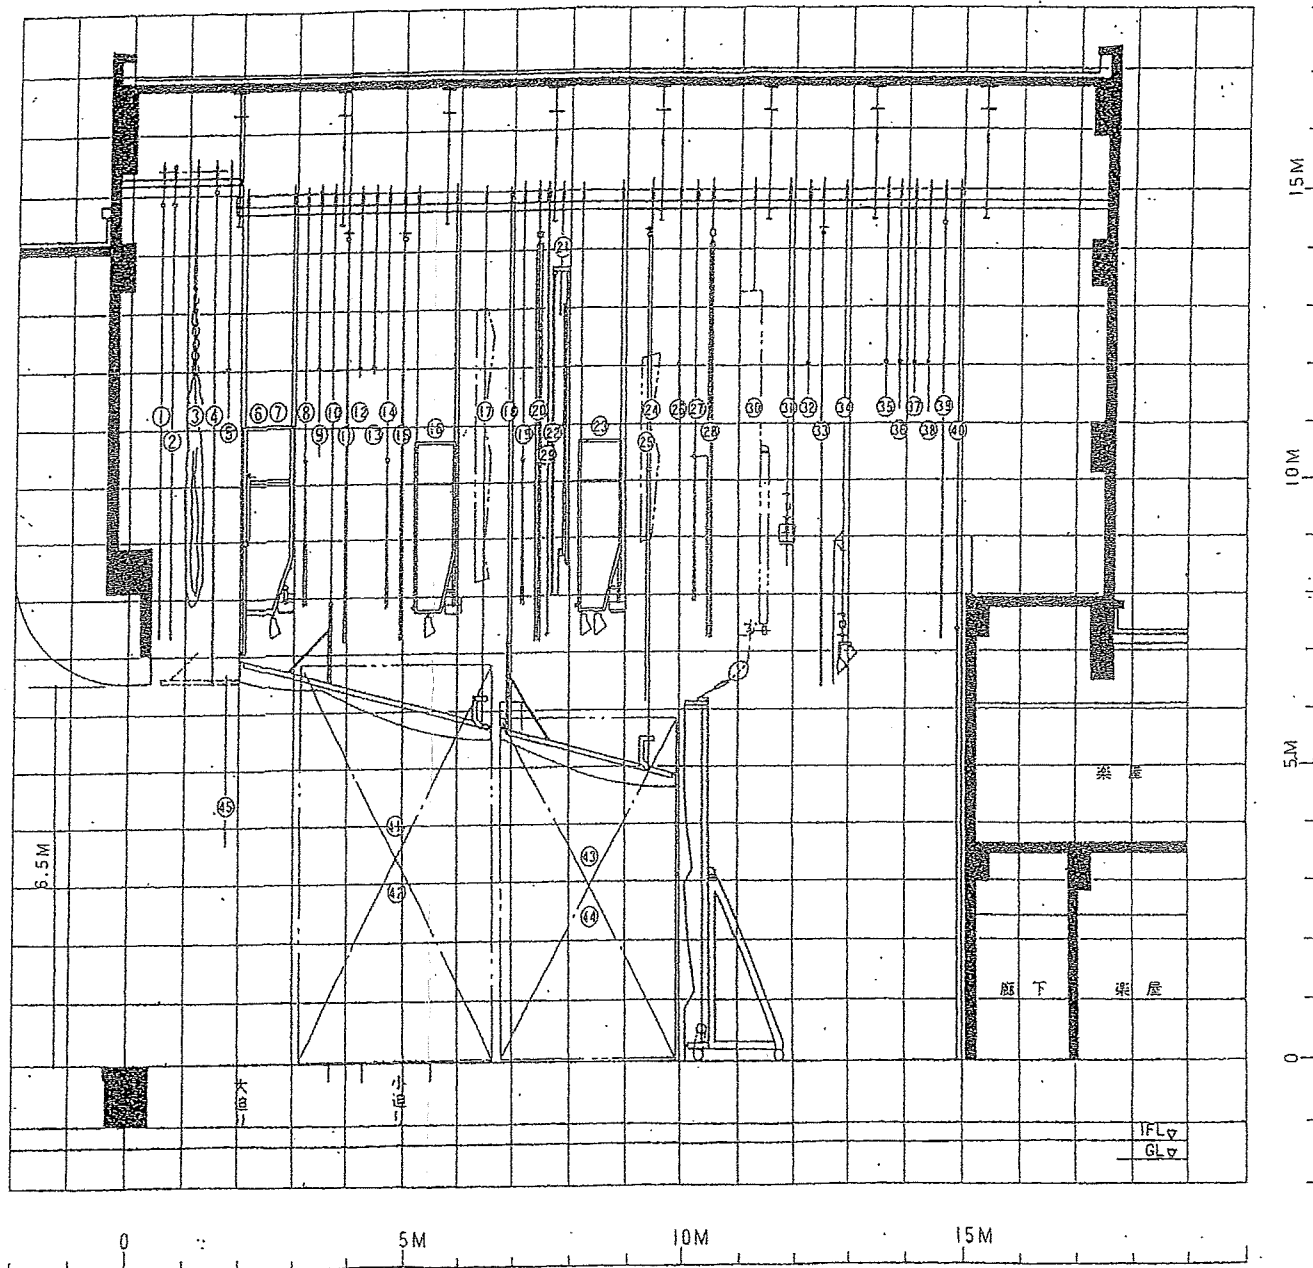 15M
㉑
① ③ ④ ⑥ ⑦ ⑧ ⑩ ⑫ ⑭ ⑰ ⑱ ⑳ ㉔ ㉖ ㉗ ㉚ ㉛ ㉜ ㉞ ㉟ ㊲ ㊴
② ⑤ ⑨ ⑪ ⑬ ⑮ ⑯ ⑲ ㉒ ㉓ ㉕ ㉘ ㉝ ㊱ ㊳ ㊵
㉙
10M
5M
楽屋
㊺
㊶
6.5M
㊸
㊷
㊹
廊下
楽屋
0
大迫リ
小迫リ
1FL▽
GL▽
0
5M
10M
15M